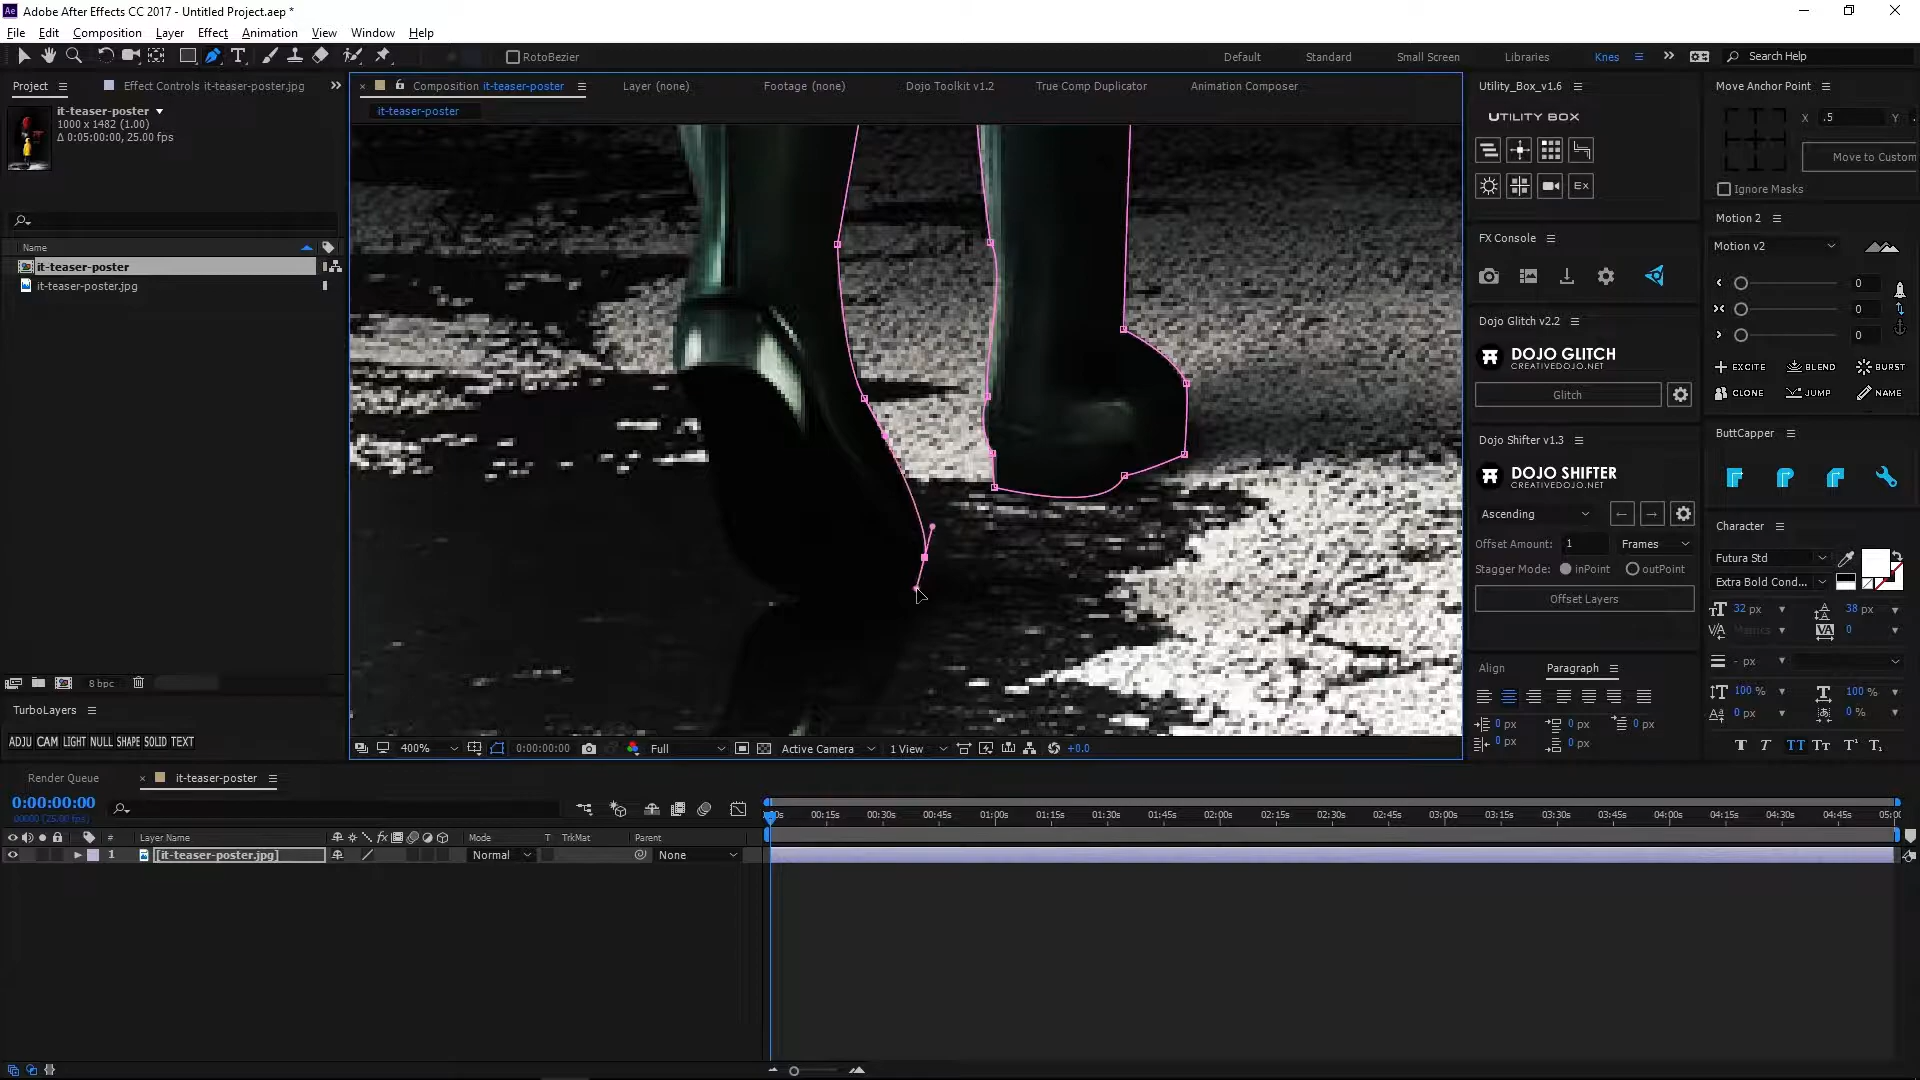 Ae Adobe After Effects CC 2017 - Untitled Project.aep *
File Edit Composition Layer Effect Animation View Window Help
RotoBezier
Default Standard Small Screen Libraries Knes Search Help
Project Effect Controls it-teaser-poster.jpg
it-teaser-poster
1000 x 1482 (1.00)
Δ 0:05:00:00, 25.00 fps
Name
it-teaser-poster
it-teaser-poster.jpg
8 bpc
TurboLayers
ADJU CAM LIGHT NULL SHAPE SOLID TEXT
Composition it-teaser-poster Layer (none) Footage (none) Dojo Toolkit v1.2 True Comp Duplicator Animation Composer
it-teaser-poster
400% 0:00:00:00 Full Active Camera 1 View +0.0
Utility_Box_v1.6
UTILITY BOX
Ex
FX Console
Dojo Glitch v2.2
DOJO GLITCH
CREATIVEDOJO.NET
Glitch
Dojo Shifter v1.3
DOJO SHIFTER
CREATIVEDOJO.NET
Ascending
Offset Amount: 1 Frames
Stagger Mode: inPoint outPoint
Offset Layers
Align Paragraph
0 px 0 px 0 px
0 px 0 px
Move Anchor Point
X .5 Y
Move to Custom
Ignore Masks
Motion 2
Motion v2
0
0
0
EXCITE BLEND BURST
CLONE JUMP NAME
ButtCapper
Character
Futura Std
Extra Bold Cond...
32 px 38 px
Metrics 0
- px
100 % 100 %
0 px 0 %
Render Queue it-teaser-poster
0:00:00:00
00000 (25.00 fps)
# Layer Name Mode T TrkMat Parent
1 [it-teaser-poster.jpg] Normal None
00:15s 00:30s 00:45s 01:00s 01:15s 01:30s 01:45s 02:00s 02:15s 02:30s 02:45s 03:00s 03:15s 03:30s 03:45s 04:00s 04:15s 04:30s 04:45s 05:0